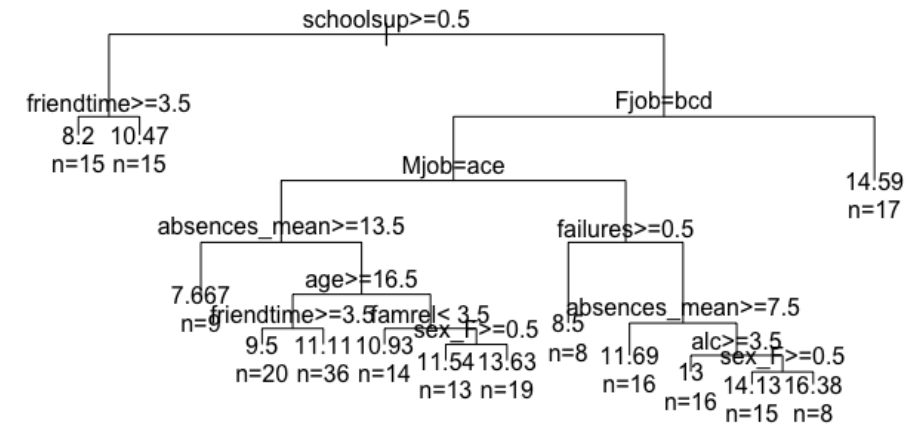 schoolsup>=0.5
friendtime>=3.5
Fjob=bcd
8.2 10.47
n=15 n=15
Mjob=ace
14.59
n=17
absences_mean>=13.5
failures>=0.5
age>=16.5
7.667
n=9
friendtime>=3.5
famrel< 3.5
absences_mean>=7.5
8.5
n=8
sex_F>=0.5
9.5 11.11 10.93
n=20 n=36 n=14
11.54 13.63
n=13 n=19
alc>=3.5
11.69
n=16
sex_F>=0.5
13
n=16
14.13 16.38
n=15 n=8